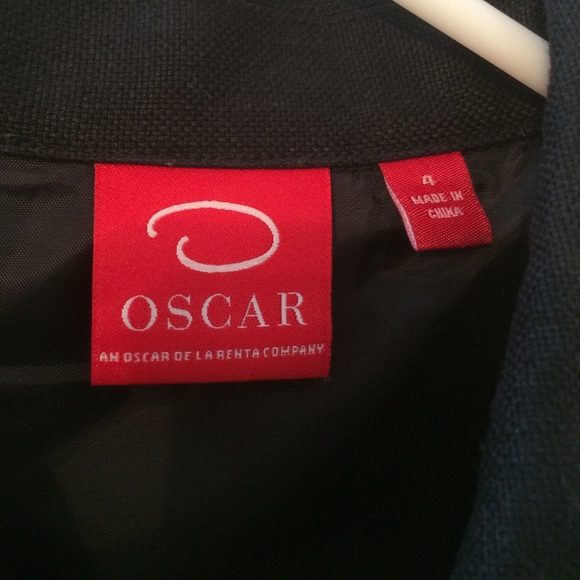 OSCAR
AN OSCAR DE LA RENTA COMPANY
4
MADE IN
CHINA